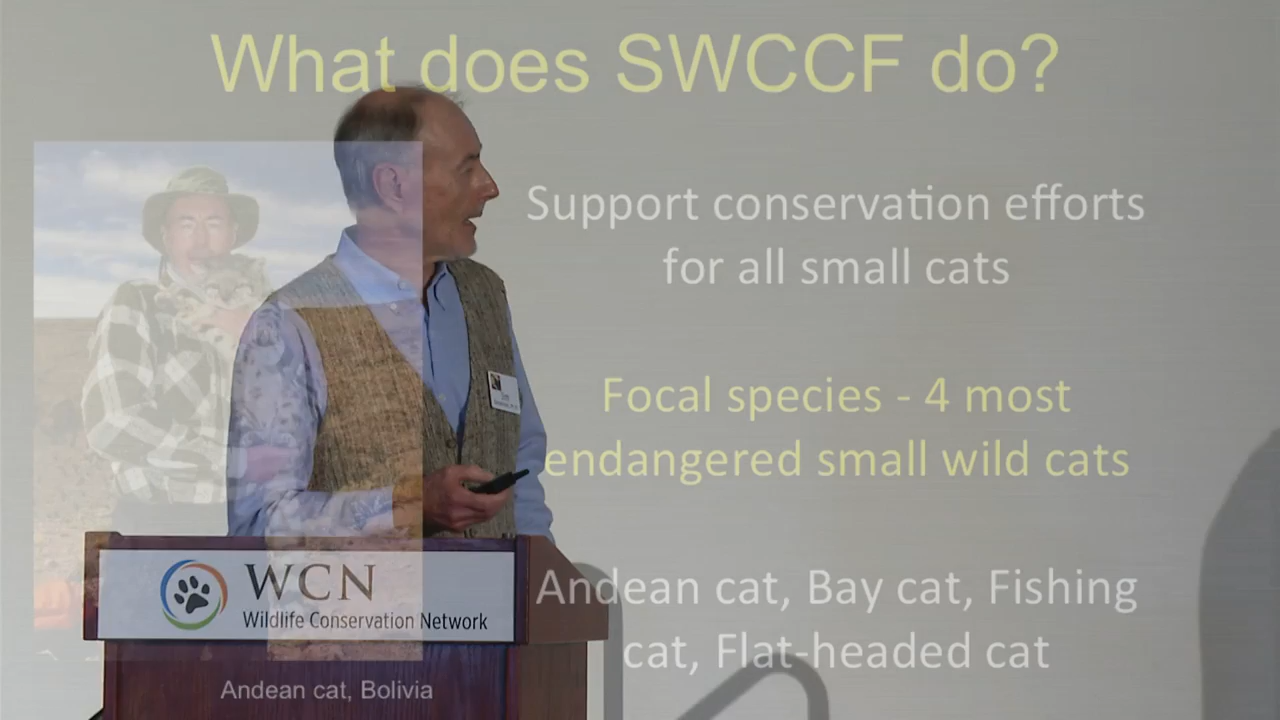 What does SWCCF do?
Support conservation efforts
for all small cats
Focal species - 4 most
endangered small wild cats
Andean cat, Bay cat, Fishing
cat, Flat-headed cat
WCN
Wildlife Conservation Network
Andean cat, Bolivia